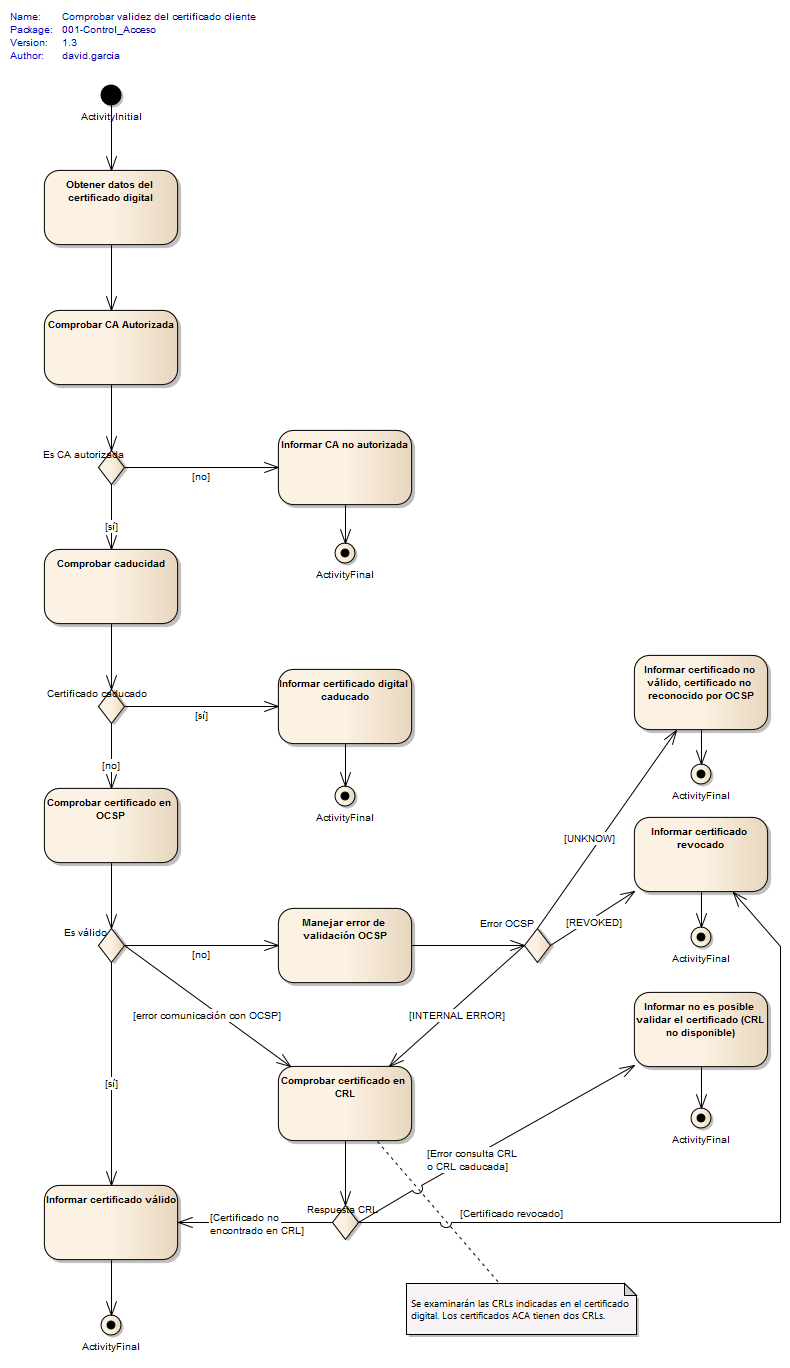 Name: Comprobar validez del certificado cliente
Package: 001-Control_Acceso
Version: 1.3
Author: david.garcia
ActivityInitial
Obtener datos del
certificado digital
Comprobar CA Autorizada
Es CA autorizada
[no]
[sí]
Informar CA no autorizada
ActivityFinal
Comprobar caducidad
Certificado caducado
[sí]
[no]
Informar certificado digital
caducado
ActivityFinal
Informar certificado no
válido, certificado no
reconocido por OCSP
ActivityFinal
Comprobar certificado en
OCSP
[UNKNOW]
Informar certificado
revocado
ActivityFinal
Es válido
[no]
Manejar error de
validación OCSP
Error OCSP
[REVOKED]
[error comunicación con OCSP]
[INTERNAL ERROR]
Informar no es posible
validar el certificado (CRL
no disponible)
ActivityFinal
[sí]
Comprobar certificado en
CRL
[Error consulta CRL
o CRL caducada]
Informar certificado válido
[Certificado no
encontrado en CRL]
Respuesta CRL
[Certificado revocado]
Se examinarán las CRLs indicadas en el certificado
digital. Los certificados ACA tienen dos CRLs.
ActivityFinal